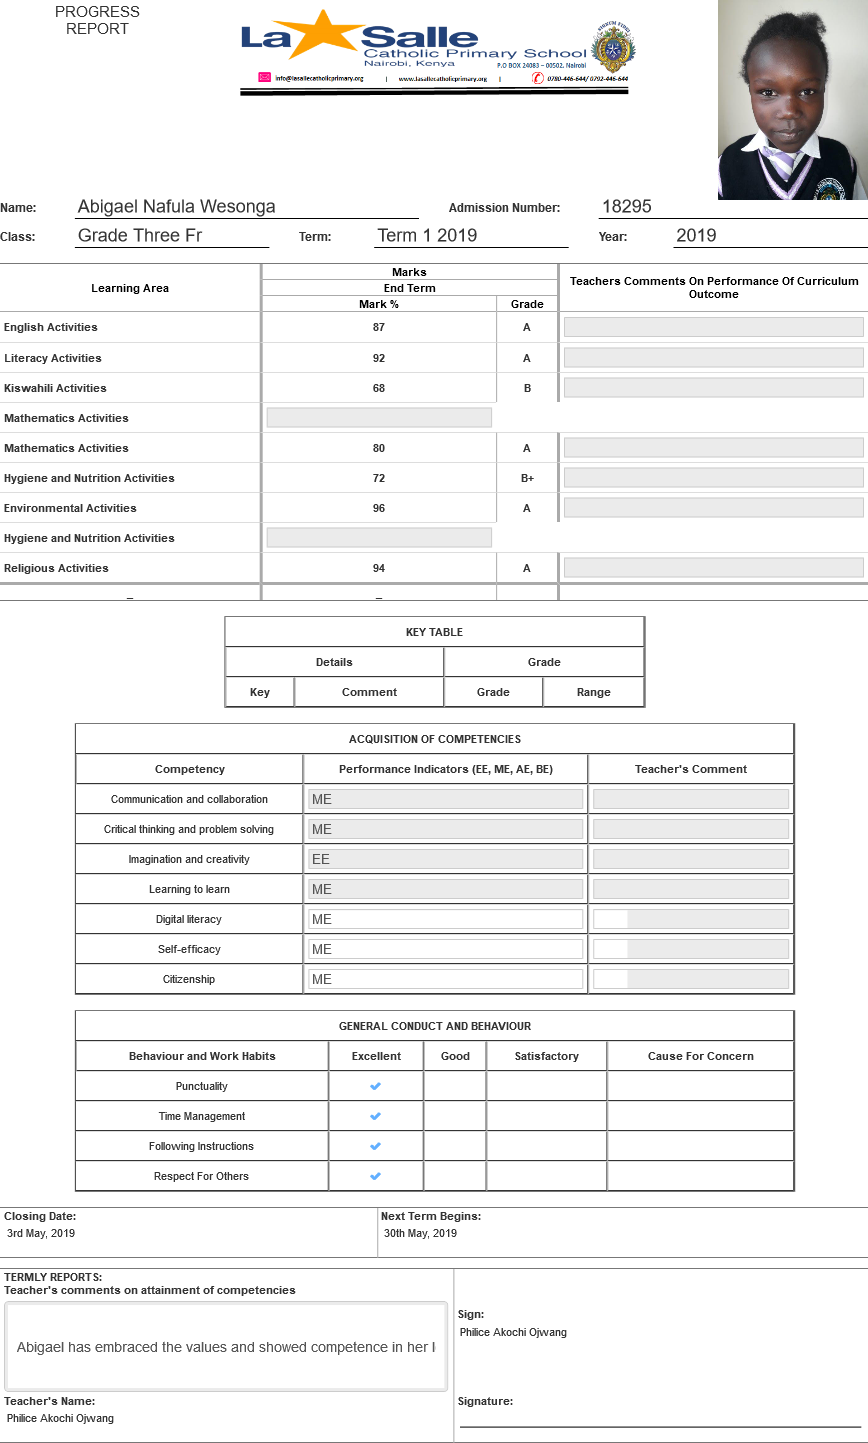 PROGRESS
REPORT
La Salle
Catholic Primary School
Nairobi, Kenya
P.O BOX 24083 – 00502, Nairobi
info@lasallecatholicprimary.org | www.lasallecatholicprimary.org | 0780-446-644/ 0792-446-644
Name: Abigael Nafula Wesonga Admission Number: 18295
Class: Grade Three Fr Term: Term 1 2019 Year: 2019
Learning Area Marks Teachers Comments On Performance Of Curriculum Outcome
End Term
Mark % Grade
English Activities 87 A
Literacy Activities 92 A
Kiswahili Activities 68 B
Mathematics Activities
Mathematics Activities 80 A
Hygiene and Nutrition Activities 72 B+
Environmental Activities 96 A
Hygiene and Nutrition Activities
Religious Activities 94 A
_ _
KEY TABLE
Details Grade
Key Comment Grade Range
ACQUISITION OF COMPETENCIES
Competency Performance Indicators (EE, ME, AE, BE) Teacher's Comment
Communication and collaboration ME
Critical thinking and problem solving ME
Imagination and creativity EE
Learning to learn ME
Digital literacy ME
Self-efficacy ME
Citizenship ME
GENERAL CONDUCT AND BEHAVIOUR
Behaviour and Work Habits Excellent Good Satisfactory Cause For Concern
Punctuality
Time Management
Following Instructions
Respect For Others
Closing Date: Next Term Begins:
3rd May, 2019 30th May, 2019
TERMLY REPORTS:
Teacher's comments on attainment of competencies
Abigael has embraced the values and showed competence in her
Sign:
Philice Akochi Ojwang
Teacher's Name: Signature:
Philice Akochi Ojwang